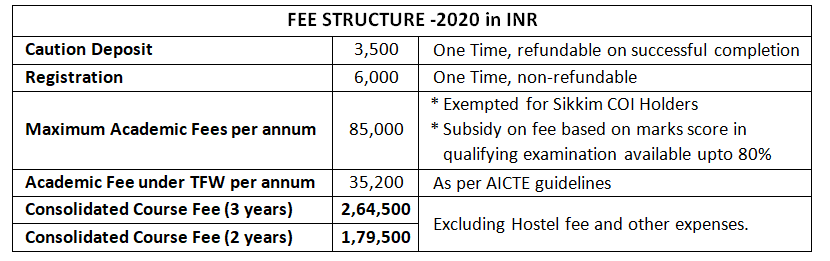 FEE STRUCTURE -2020 in INR
Caution Deposit 3,500 One Time, refundable on successful completion
Registration 6,000 One Time, non-refundable
Maximum Academic Fees per annum 85,000 * Exempted for Sikkim COI Holders
* Subsidy on fee based on marks score in
qualifying examination available upto 80%
Academic Fee under TFW per annum 35,200 As per AICTE guidelines
Consolidated Course Fee (3 years) 2,64,500
Consolidated Course Fee (2 years) 1,79,500
Excluding Hostel fee and other expenses.